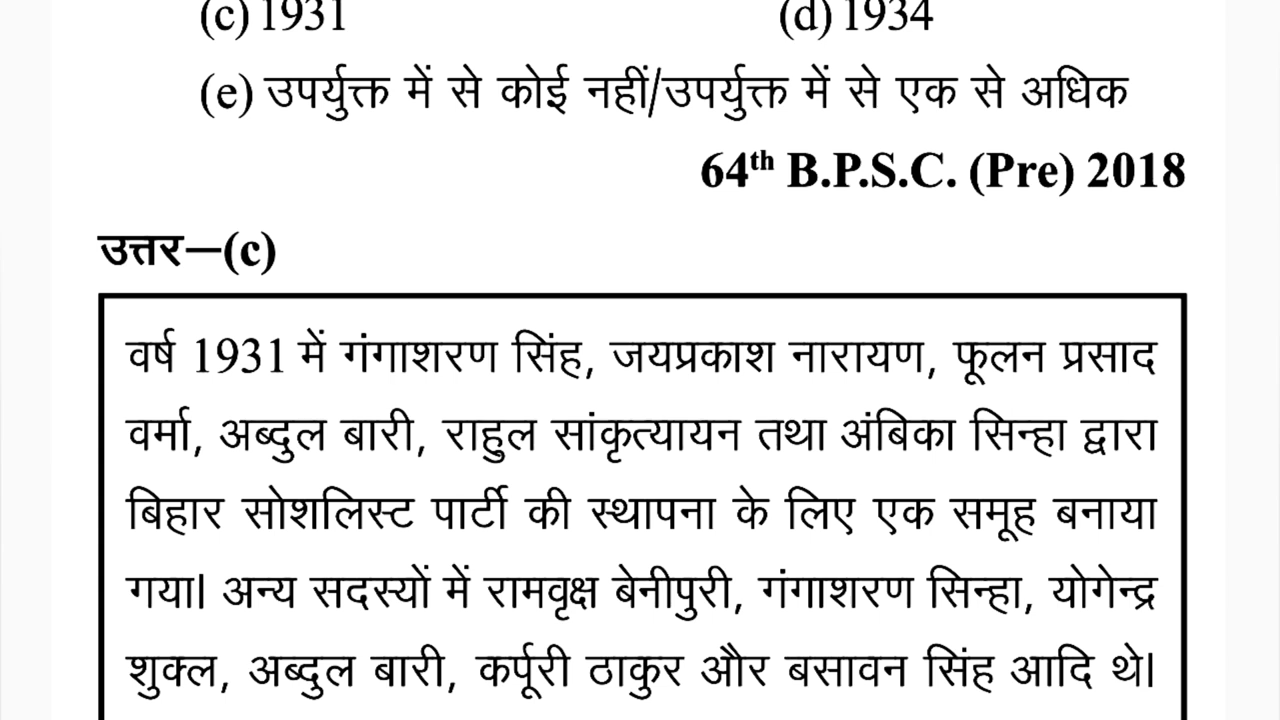 (c) 1931 (d) 1934
(e) उपर्युक्त में से कोई नहीं/उपर्युक्त में से एक से अधिक
64th B.P.S.C. (Pre) 2018
उत्तर—(c)
वर्ष 1931 में गंगाशरण सिंह, जयप्रकाश नारायण, फूलन प्रसाद
वर्मा, अब्दुल बारी, राहुल सांकृत्यायन तथा अंबिका सिन्हा द्वारा
बिहार सोशलिस्ट पार्टी की स्थापना के लिए एक समूह बनाया
गया। अन्य सदस्यों में रामवृक्ष बेनीपुरी, गंगाशरण सिन्हा, योगेन्द्र
शुक्ल, अब्दुल बारी, कर्पूरी ठाकुर और बसावन सिंह आदि थे।